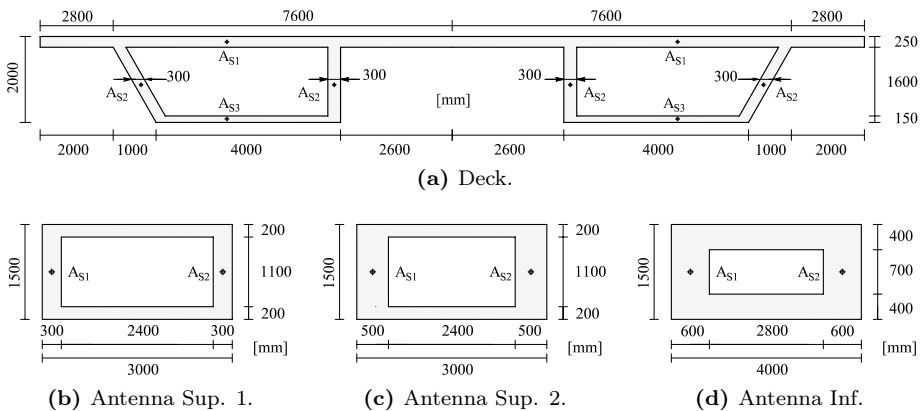 2800 7600 7600 2800
2000
250
1600
150
A_S1 A_S1
300 300 300 300
A_S2 A_S2 A_S2 A_S2
A_S3 [mm] A_S3
2000 1000 4000 2600 2600 4000 1000 2000
(a) Deck.
1500
200
1100
200
A_S1 A_S2
300 2400 300
[mm]
3000
(b) Antenna Sup. 1.
1500
200
1100
200
A_S1 A_S2
500 2400 500
[mm]
3000
(c) Antenna Sup. 2.
1500
400
700
400
A_S1 A_S2
600 2800 600
[mm]
4000
(d) Antenna Inf.